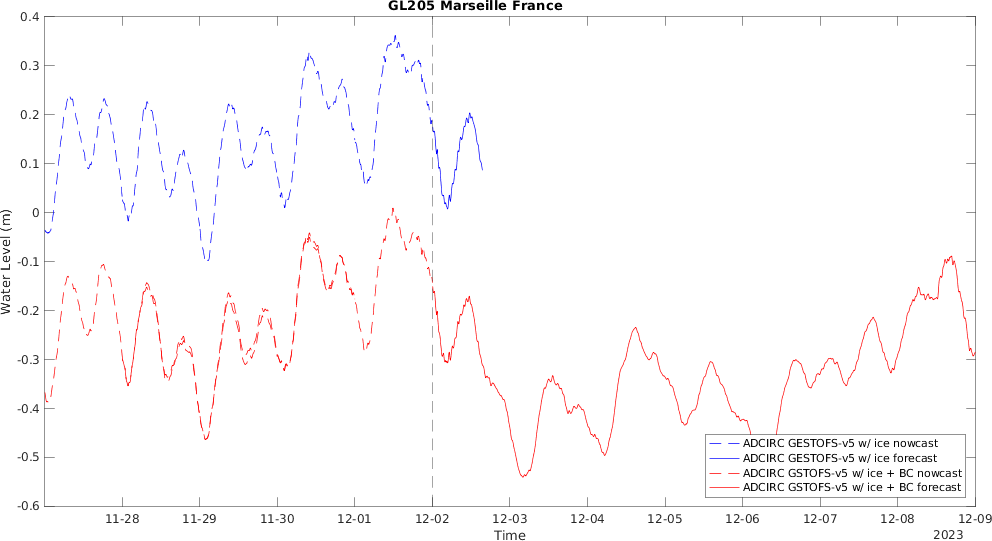 GL205 Marseille France
0.4
0.3
0.2
0.1
0
-0.1
-0.2
-0.3
-0.4
-0.5
-0.6
Water Level (m)
ADCIRC GESTOFS-v5 w/ ice nowcast
ADCIRC GESTOFS-v5 w/ ice forecast
ADCIRC GSTOFS-v5 w/ ice + BC nowcast
ADCIRC GSTOFS-v5 w/ ice + BC forecast
11-28 11-29 11-30 12-01 12-02 12-03 12-04 12-05 12-06 12-07 12-08 12-09
Time
2023